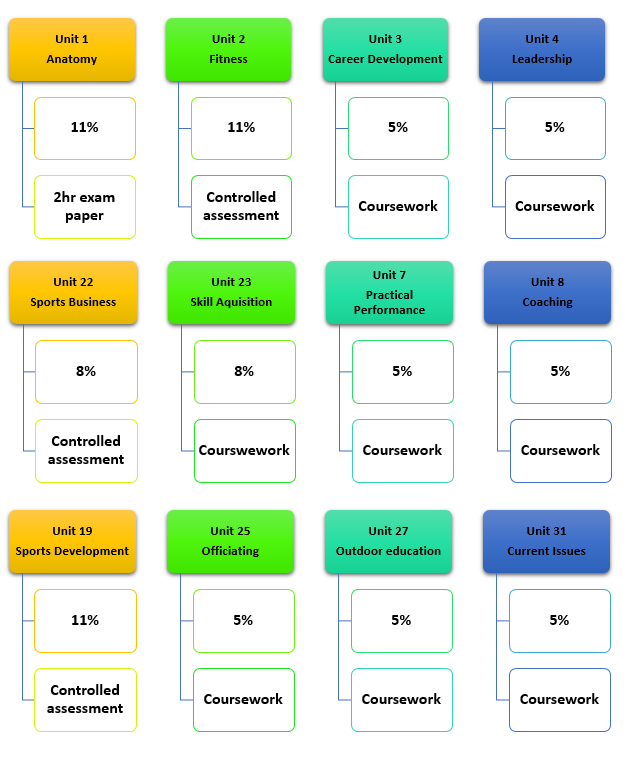 Unit 1
Anatomy
11%
2hr exam
paper
Unit 2
Fitness
11%
Controlled
assessment
Unit 3
Career Development
5%
Coursework
Unit 4
Leadership
5%
Coursework
Unit 22
Sports Business
8%
Controlled
assessment
Unit 23
Skill Aquisition
8%
Courswework
Unit 7
Practical
Performance
5%
Coursework
Unit 8
Coaching
5%
Coursework
Unit 19
Sports Development
11%
Controlled
assessment
Unit 25
Officiating
5%
Coursework
Unit 27
Outdoor education
5%
Coursework
Unit 31
Current Issues
5%
Coursework